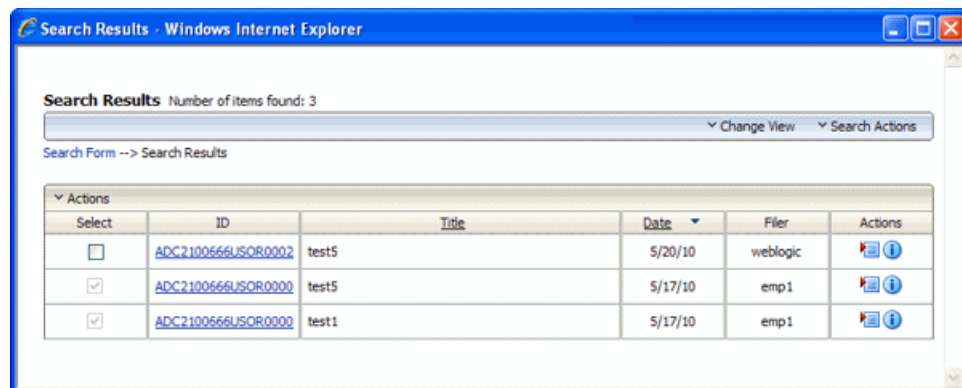 Search Results - Windows Internet Explorer
Search Results Number of items found: 3
Change View Search Actions
Search Form --> Search Results
Actions
Select ID Title Date Filer Actions
ADC2100666USOR0002 test5 5/20/10 weblogic
ADC2100666USOR0000 test5 5/17/10 emp1
ADC2100666USOR0000 test1 5/17/10 emp1